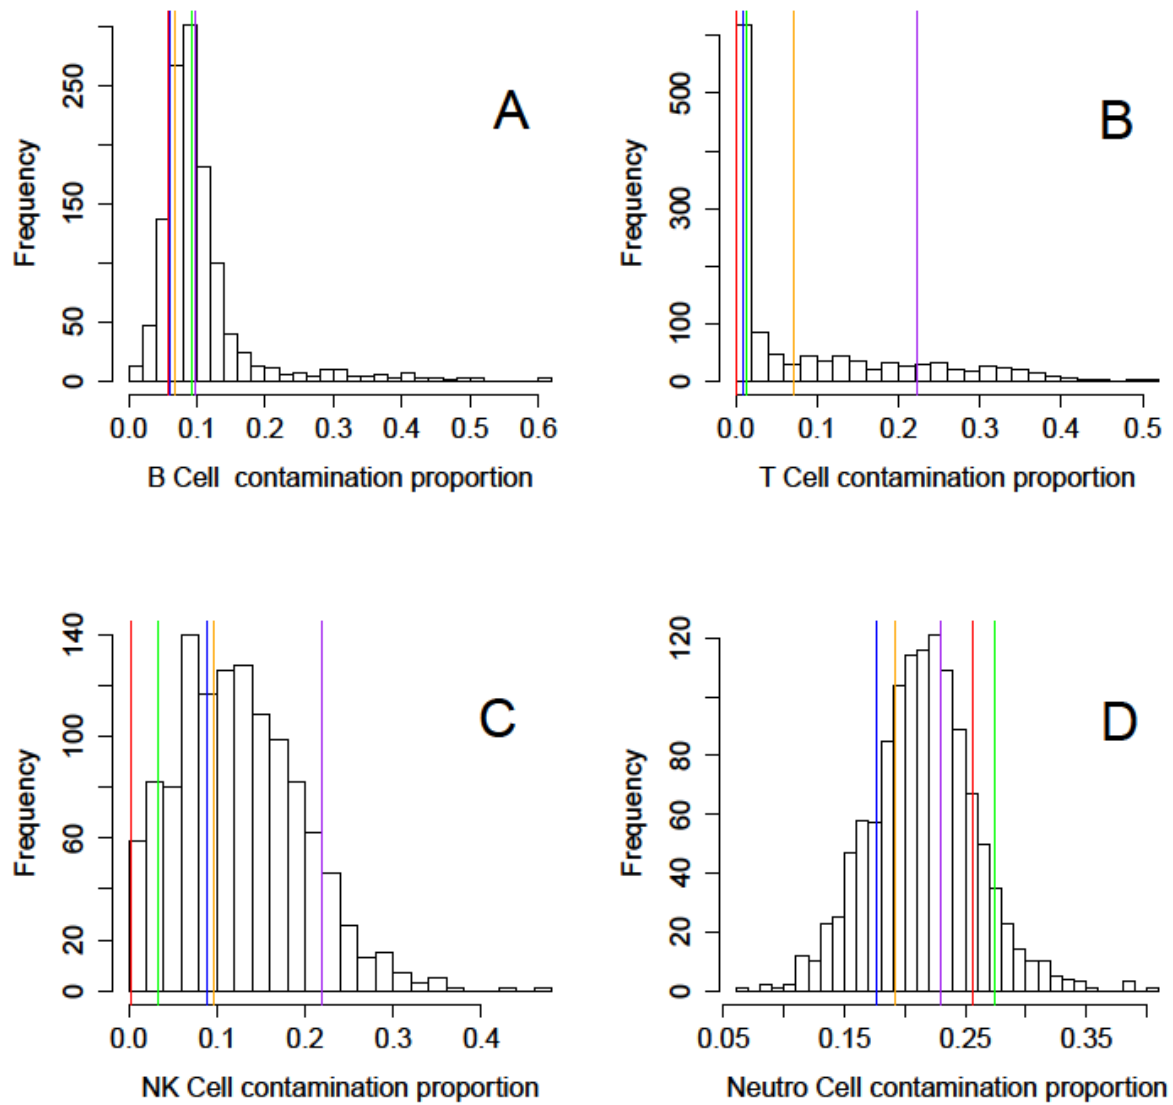 A
Frequency
250
150
50
0
0.0 0.1 0.2 0.3 0.4 0.5 0.6
B Cell contamination proportion
B
Frequency
500
300
100
0
0.0 0.1 0.2 0.3 0.4 0.5
T Cell contamination proportion
C
Frequency
140
100
60
20
0
0.0 0.1 0.2 0.3 0.4
NK Cell contamination proportion
D
Frequency
120
80
60
40
20
0
0.05 0.15 0.25 0.35
Neutro Cell contamination proportion